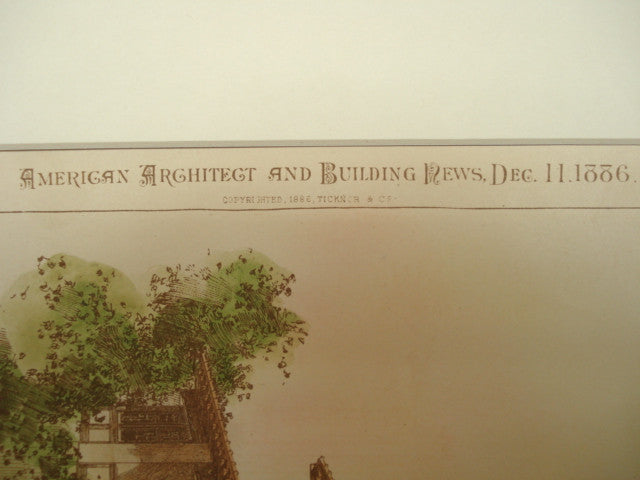 AMERICAN ARCHITECT AND BUILDING NEWS, DEC. 11. 1886.
COPYRIGHTED, 1886, TICKNOR & CO.